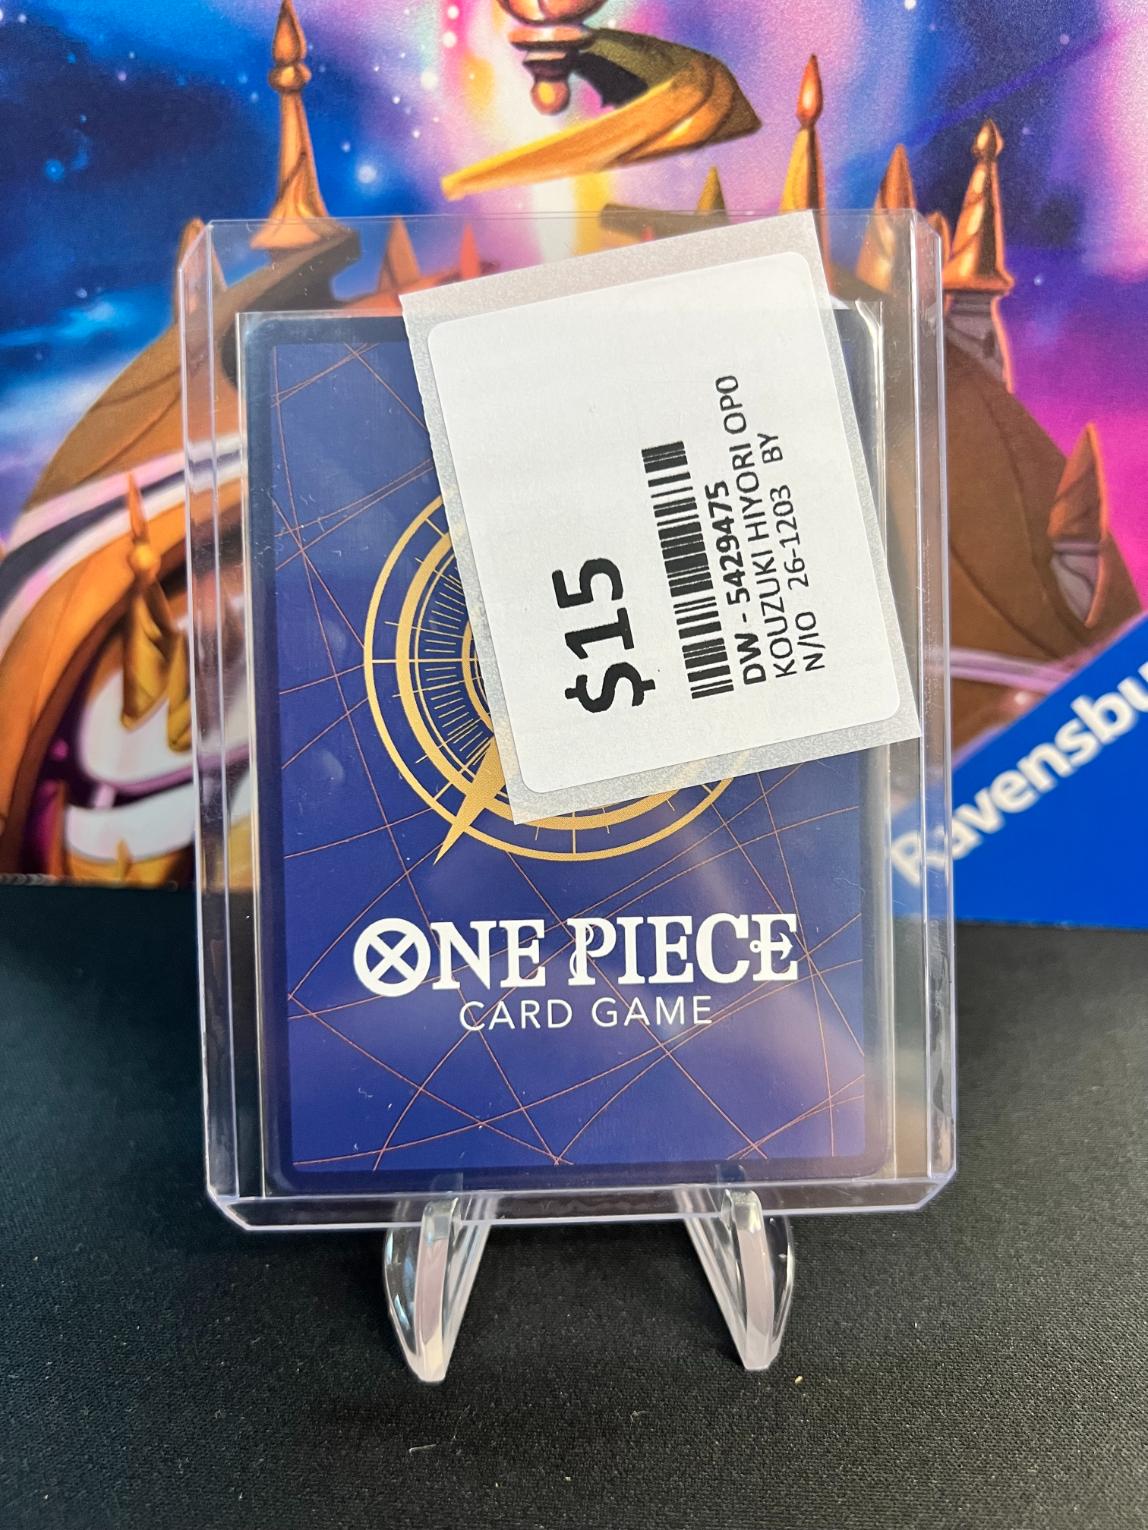 $15
DW - 5429475
KOUZUKI HIYORI OP0
N/IO 26-1203 BY
ONE PIECE
CARD GAME
Ravensbu